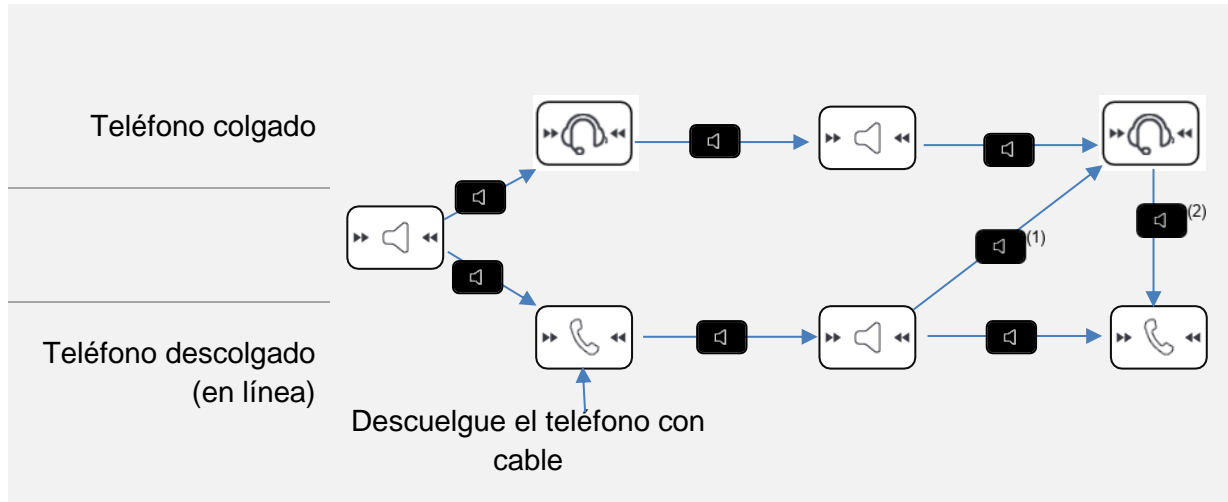 Teléfono colgado
(2)
(1)
Teléfono descolgado
(en línea)
Descuelgue el teléfono con
cable